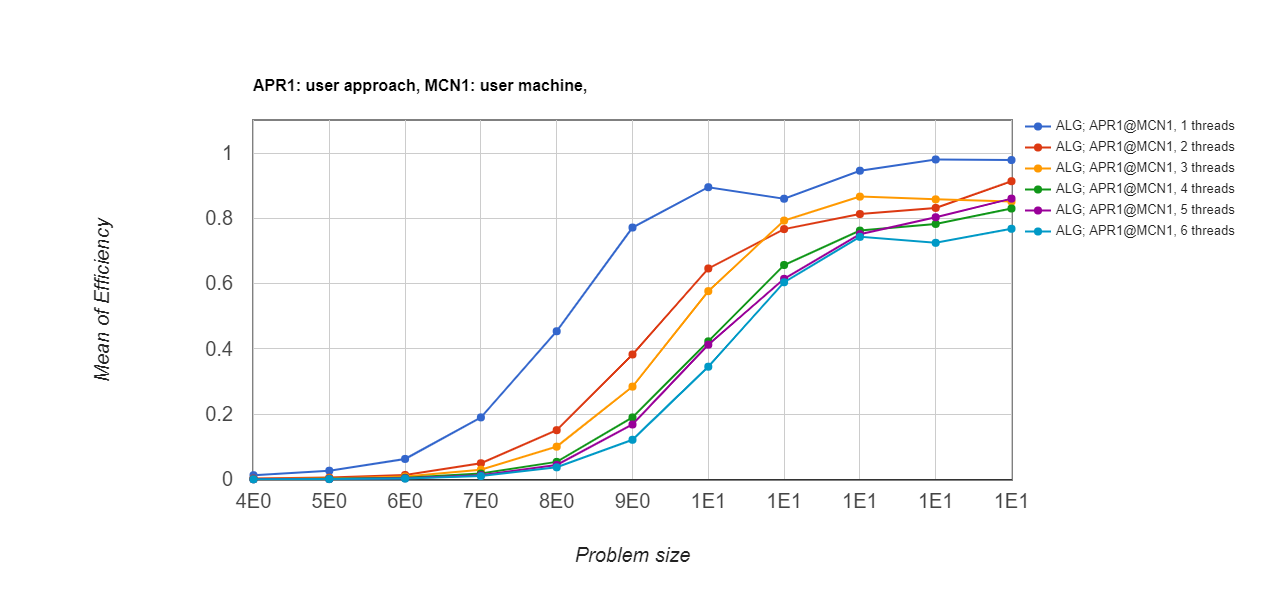 APR1: user approach, MCN1: user machine,
ALG; APR1@MCN1, 1 threads
ALG; APR1@MCN1, 2 threads
ALG; APR1@MCN1, 3 threads
ALG; APR1@MCN1, 4 threads
ALG; APR1@MCN1, 5 threads
ALG; APR1@MCN1, 6 threads
Mean of Efficiency
1
0.8
0.6
0.4
0.2
0
4E0 5E0 6E0 7E0 8E0 9E0 1E1 1E1 1E1 1E1 1E1
Problem size